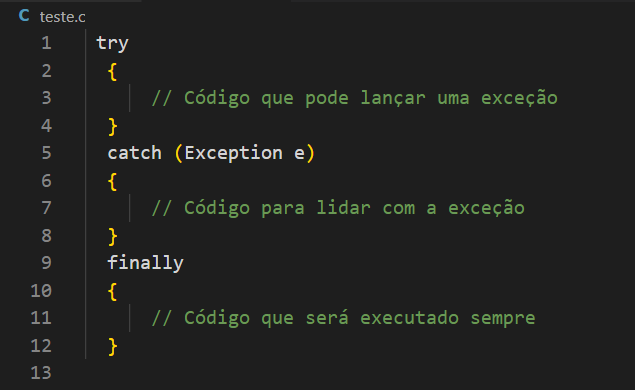 C teste.c
1 try
2 {
3 // Código que pode lançar uma exceção
4 }
5 catch (Exception e)
6 {
7 // Código para lidar com a exceção
8 }
9 finally
10 {
11 // Código que será executado sempre
12 }
13